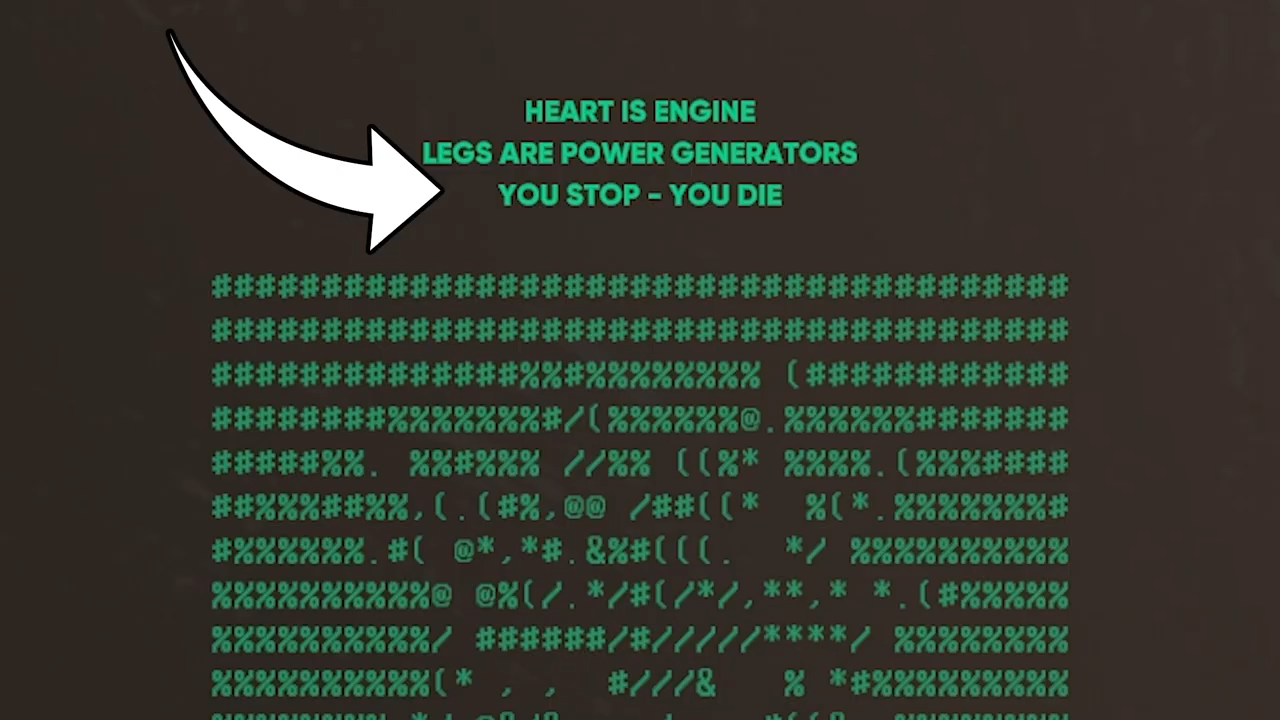 HEART IS ENGINE
LEGS ARE POWER GENERATORS
YOU STOP - YOU DIE
#######################################
#######################################
##############%%#%%%%%%%% (############
########%%%%%%%#/(%%%%%%@.%%%%%%#######
#####%%. %%#%%% //%% ((%* %%%%.(%%%####
##%%%##%%,(.(#%,@@ /##((*  %(*.%%%%%%%#
#%%%%%%.#( @*,*#.&%#(((.  */ %%%%%%%%%%
%%%%%%%%%%@ @%(/.*/#(/*/,**,* *.(#%%%%%
%%%%%%%%%%/ ######/#/////****/ %%%%%%%%
%%%%%%%%%%(* , ,  #///&   % *#%%%%%%%%%